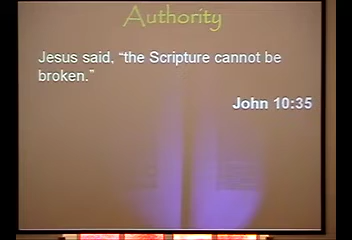 Authority
Jesus said, “the Scripture cannot be
broken.”
John 10:35